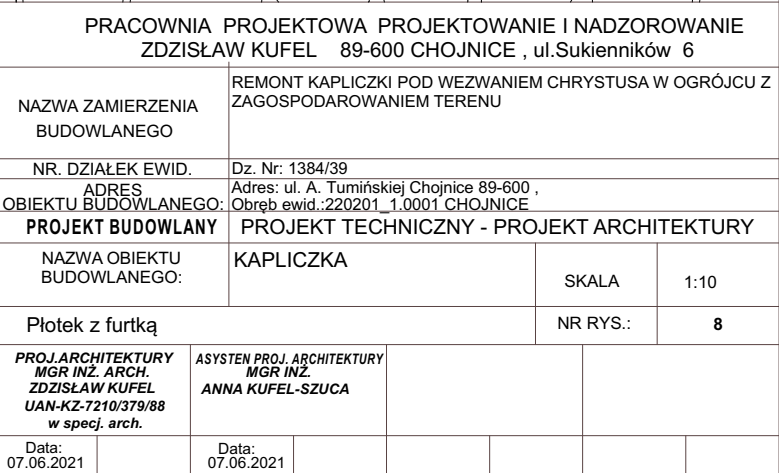 PRACOWNIA PROJEKTOWA PROJEKTOWANIE I NADZOROWANIE
ZDZISŁAW KUFEL 89-600 CHOJNICE , ul.Sukienników 6
NAZWA ZAMIERZENIA
BUDOWLANEGO
REMONT KAPLICZKI POD WEZWANIEM CHRYSTUSA W OGRÓJCU Z
ZAGOSPODAROWANIEM TERENU
NR. DZIAŁEK EWID.
Dz. Nr: 1384/39
ADRES
OBIEKTU BUDOWLANEGO:
Adres: ul. A. Tumińskiej Chojnice 89-600 ,
Obręb ewid.:220201_1.0001 CHOJNICE
PROJEKT BUDOWLANY
PROJEKT TECHNICZNY - PROJEKT ARCHITEKTURY
NAZWA OBIEKTU
BUDOWLANEGO:
KAPLICZKA
SKALA
1:10
Płotek z furtką
NR RYS.:
8
PROJ.ARCHITEKTURY
MGR INŻ. ARCH.
ZDZISŁAW KUFEL
UAN-KZ-7210/379/88
w specj. arch.
ASYSTEN PROJ. ARCHITEKTURY
MGR INŻ.
ANNA KUFEL-SZUCA
Data:
07.06.2021
Data:
07.06.2021